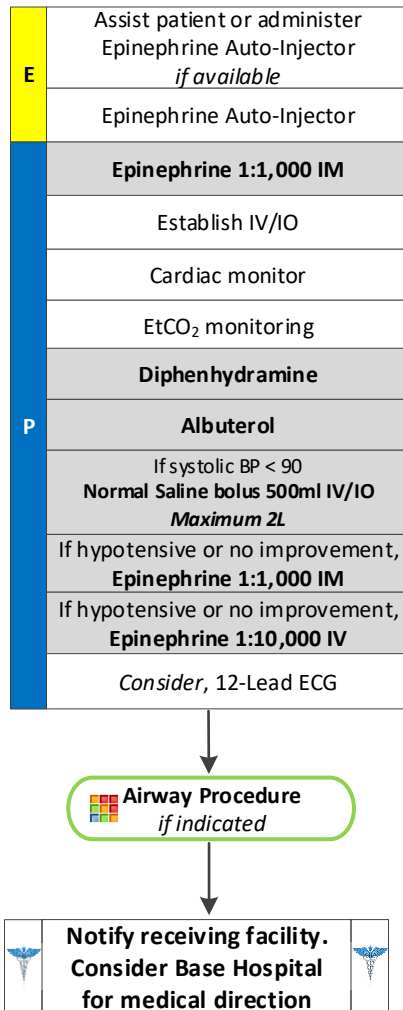 Assist patient or administer
Epinephrine Auto-Injector
if available
E
Epinephrine Auto-Injector
Epinephrine 1:1,000 IM
Establish IV/IO
Cardiac monitor
EtCO₂ monitoring
Diphenhydramine
Albuterol
P
If systolic BP < 90
Normal Saline bolus 500ml IV/IO
Maximum 2L
If hypotensive or no improvement,
Epinephrine 1:1,000 IM
If hypotensive or no improvement,
Epinephrine 1:10,000 IV
Consider, 12-Lead ECG
Airway Procedure
if indicated
Notify receiving facility.
Consider Base Hospital
for medical direction